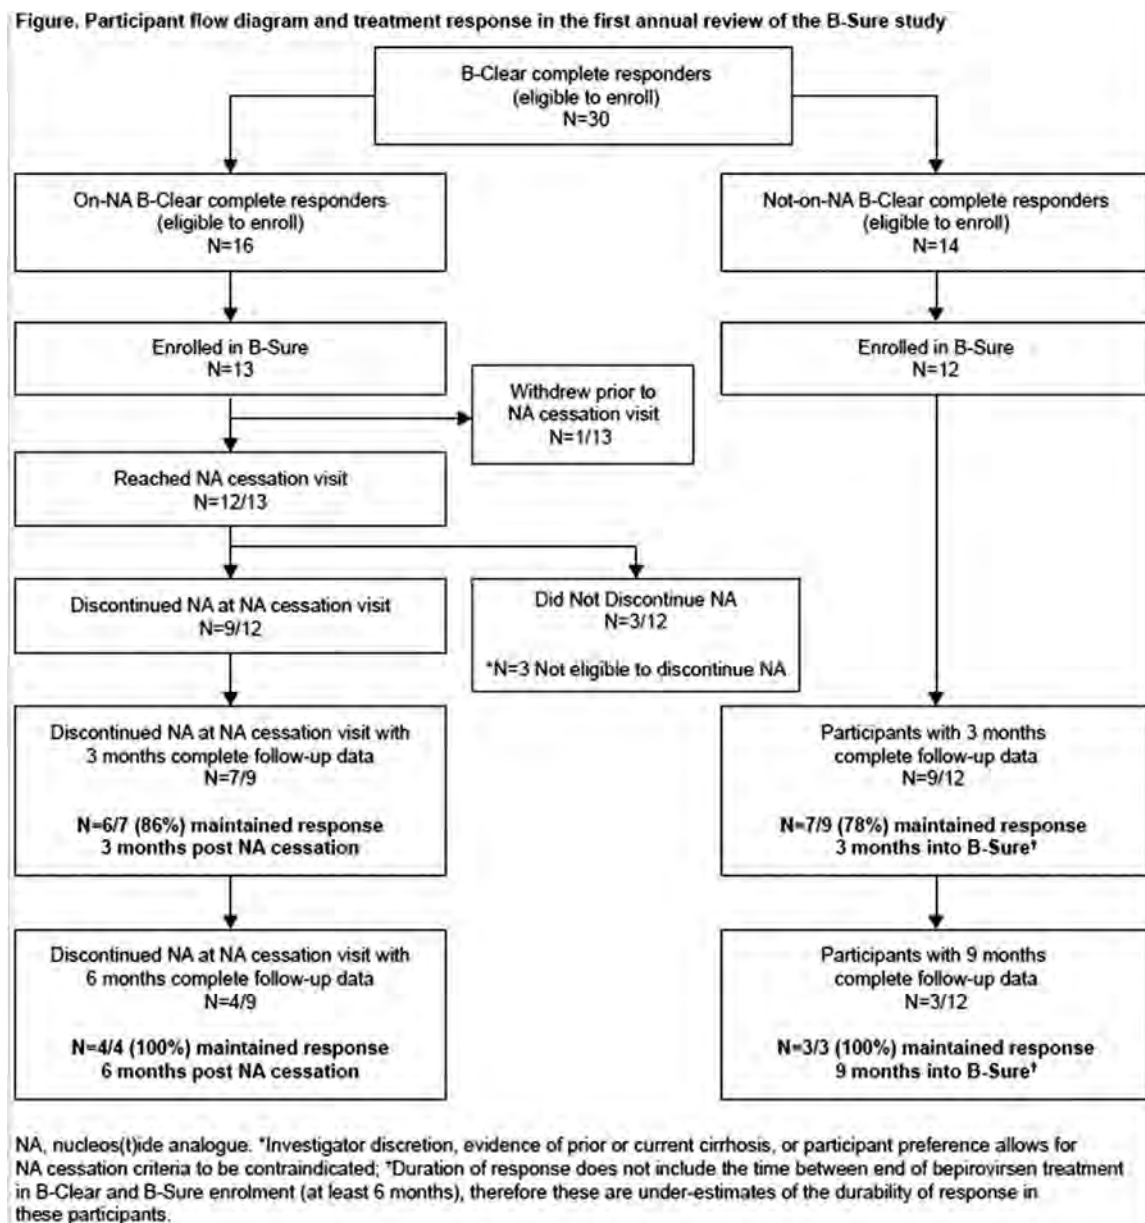 Figure. Participant flow diagram and treatment response in the first annual review of the B-Sure study
B-Clear complete responders
(eligible to enroll)
N=30
On-NA B-Clear complete responders
(eligible to enroll)
N=16
Not-on-NA B-Clear complete responders
(eligible to enroll)
N=14
Enrolled in B-Sure
N=13
Enrolled in B-Sure
N=12
Withdrew prior to
NA cessation visit
N=1/13
Reached NA cessation visit
N=12/13
Discontinued NA at NA cessation visit
N=9/12
Did Not Discontinue NA
N=3/12
*N=3 Not eligible to discontinue NA
Discontinued NA at NA cessation visit with
3 months complete follow-up data
N=7/9
N=6/7 (86%) maintained response
3 months post NA cessation
Participants with 3 months
complete follow-up data
N=9/12
N=7/9 (78%) maintained response
3 months into B-Sure†
Discontinued NA at NA cessation visit with
6 months complete follow-up data
N=4/9
N=4/4 (100%) maintained response
6 months post NA cessation
Participants with 9 months
complete follow-up data
N=3/12
N=3/3 (100%) maintained response
9 months into B-Sure†
NA, nucleos(t)ide analogue. *Investigator discretion, evidence of prior or current cirrhosis, or participant preference allows for
NA cessation criteria to be contraindicated; †Duration of response does not include the time between end of bepirovirsen treatment
in B-Clear and B-Sure enrolment (at least 6 months), therefore these are under-estimates of the durability of response in
these participants.